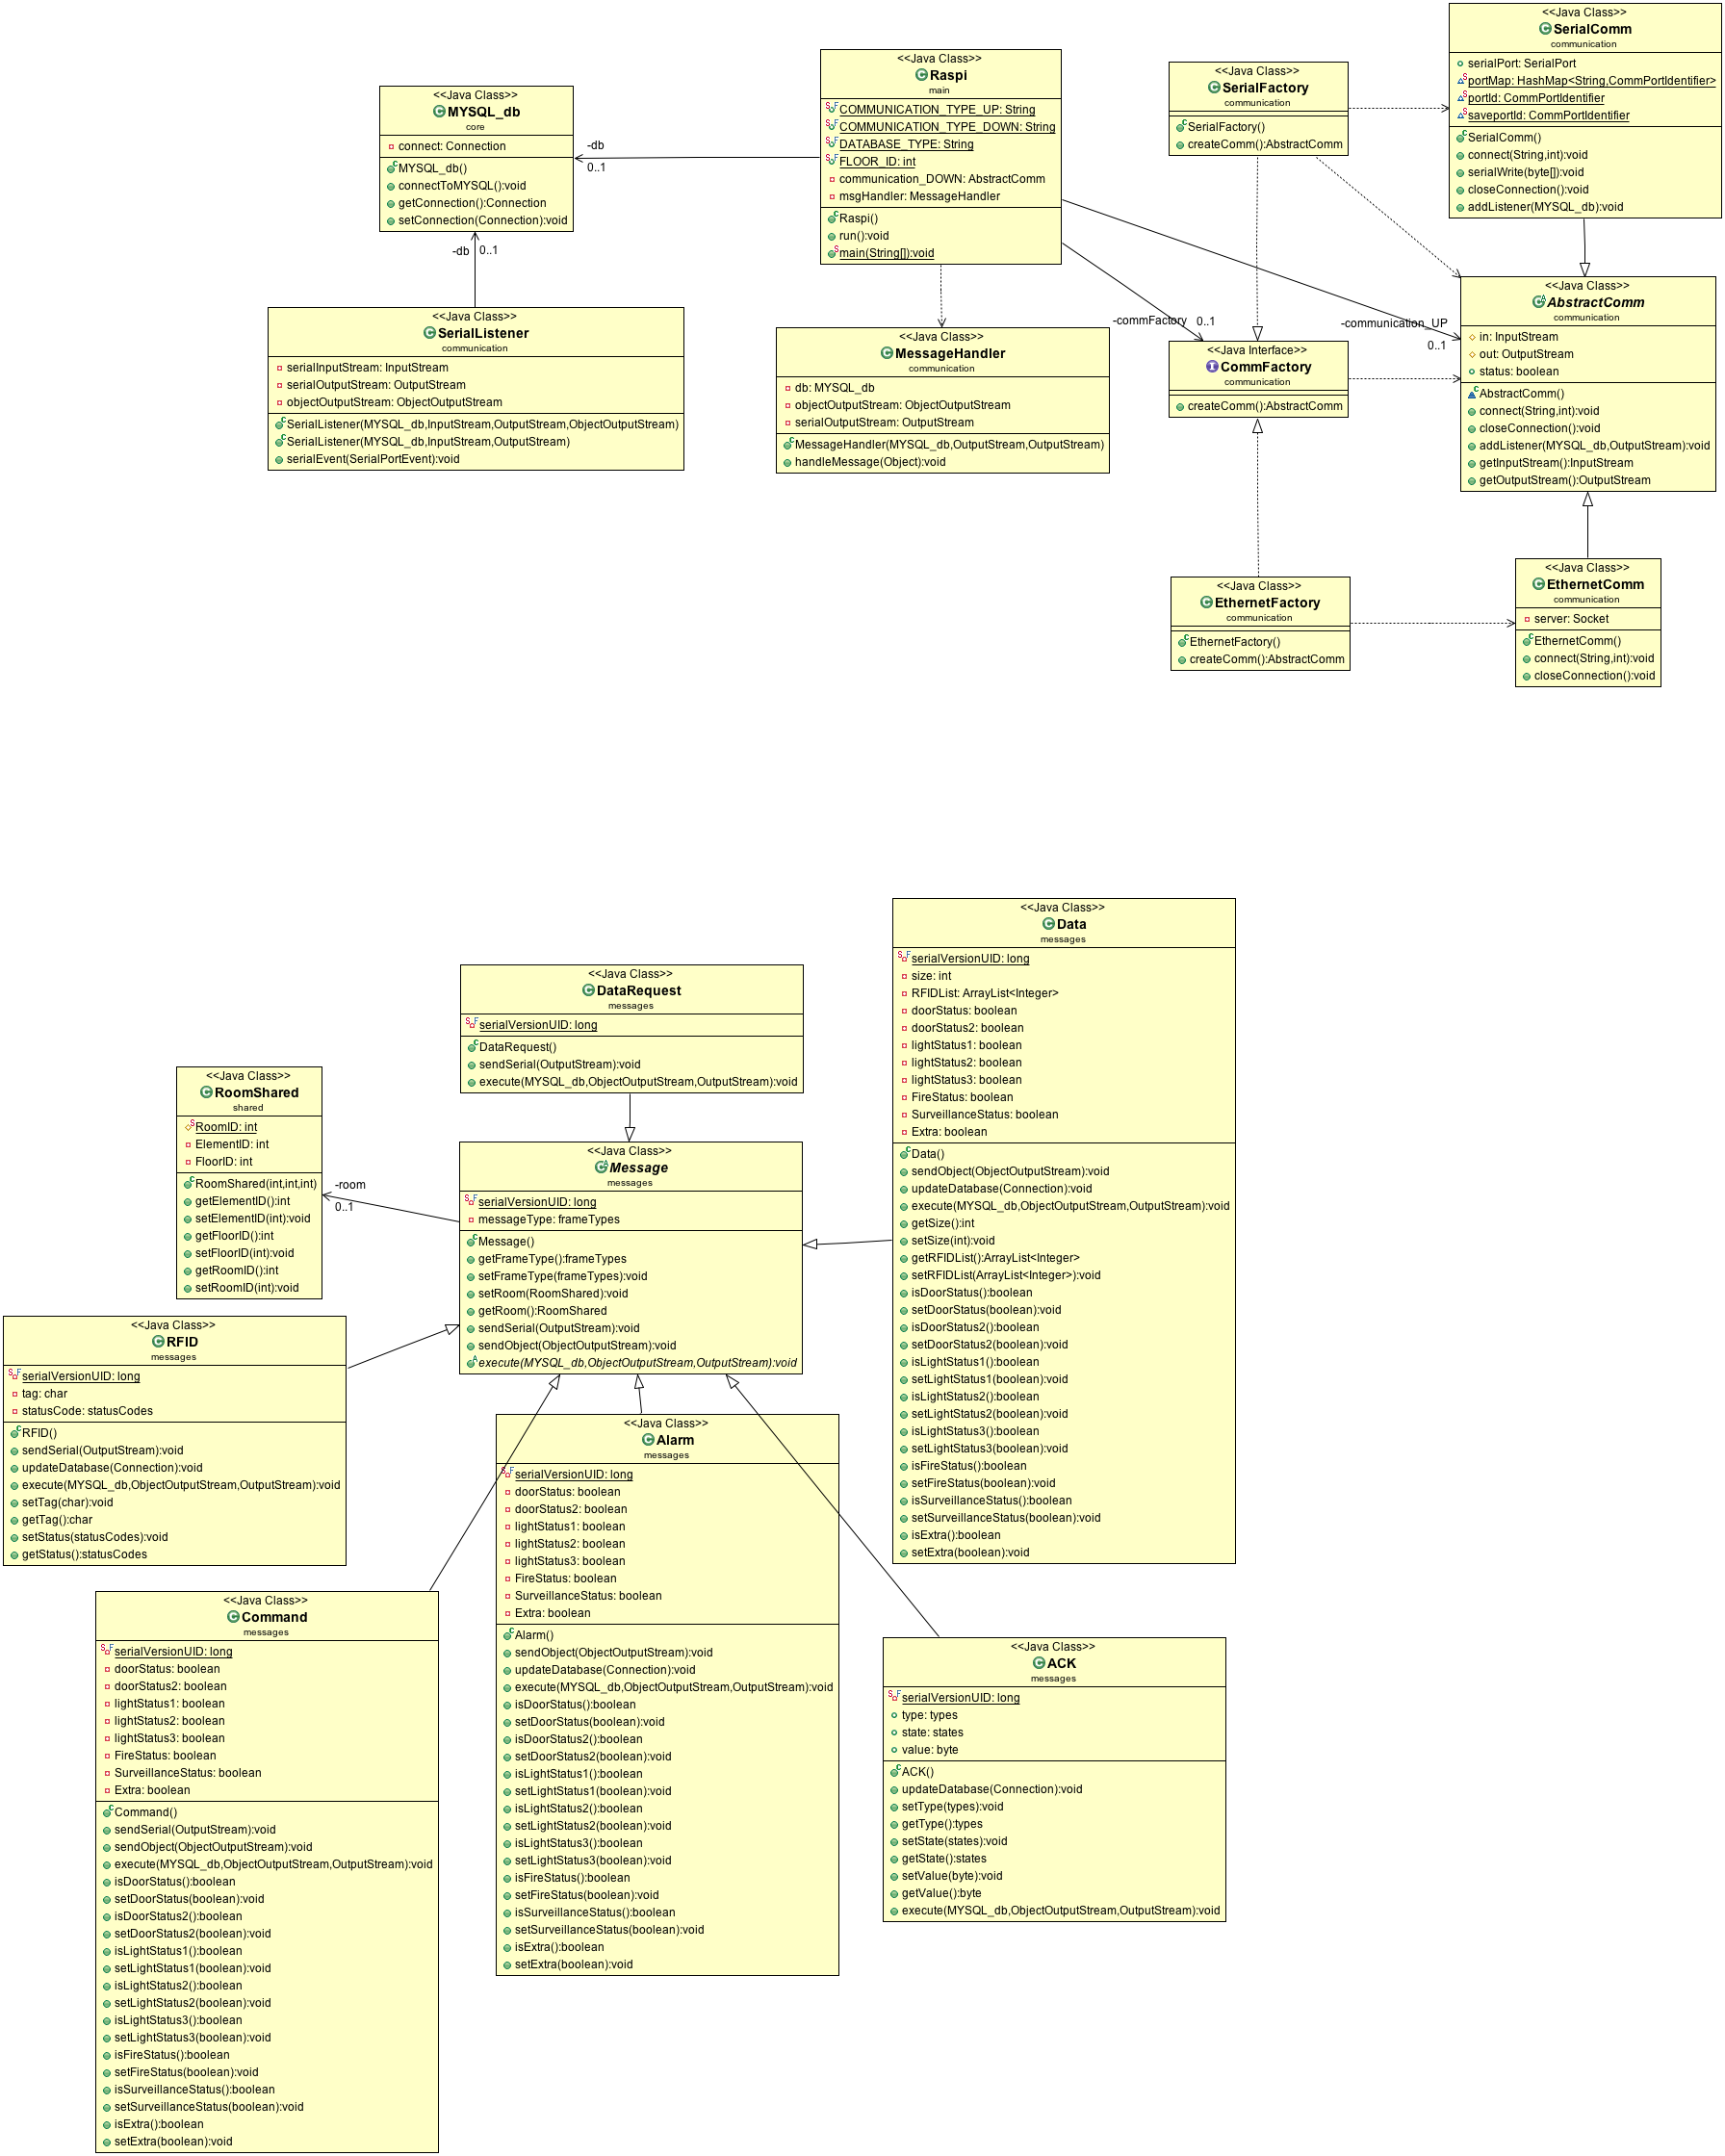 <<Java Class>>
SerialComm
communication
serialPort: SerialPort
portMap: HashMap<String,CommPortIdentifier>
portId: CommPortIdentifier
saveportId: CommPortIdentifier
SerialComm()
connect(String,int):void
serialWrite(byte[]):void
closeConnection():void
addListener(MYSQL_db):void
<<Java Class>>
Raspi
main
COMMUNICATION_TYPE_UP: String
COMMUNICATION_TYPE_DOWN: String
DATABASE_TYPE: String
FLOOR_ID: int
communication_DOWN: AbstractComm
msgHandler: MessageHandler
Raspi()
run():void
main(String[]):void
<<Java Class>>
SerialFactory
communication
SerialFactory()
createComm():AbstractComm
<<Java Class>>
MYSQL_db
core
connect: Connection
MYSQL_db()
connectToMYSQL():void
getConnection():Connection
setConnection(Connection):void
-db
0..1
-db
0..1
<<Java Class>>
SerialListener
communication
serialInputStream: InputStream
serialOutputStream: OutputStream
objectOutputStream: ObjectOutputStream
SerialListener(MYSQL_db,InputStream,OutputStream,ObjectOutputStream)
SerialListener(MYSQL_db,InputStream,OutputStream)
serialEvent(SerialPortEvent):void
<<Java Class>>
MessageHandler
communication
db: MYSQL_db
objectOutputStream: ObjectOutputStream
serialOutputStream: OutputStream
MessageHandler(MYSQL_db,OutputStream,OutputStream)
handleMessage(Object):void
-commFactory
0..1
<<Java Interface>>
CommFactory
communication
createComm():AbstractComm
-communication_UP
0..1
<<Java Class>>
AbstractComm
communication
in: InputStream
out: OutputStream
status: boolean
AbstractComm()
connect(String,int):void
closeConnection():void
addListener(MYSQL_db,OutputStream):void
getInputStream():InputStream
getOutputStream():OutputStream
<<Java Class>>
EthernetFactory
communication
EthernetFactory()
createComm():AbstractComm
<<Java Class>>
EthernetComm
communication
server: Socket
EthernetComm()
connect(String,int):void
closeConnection():void
<<Java Class>>
Data
messages
serialVersionUID: long
size: int
RFIDList: ArrayList<Integer>
doorStatus: boolean
doorStatus2: boolean
lightStatus1: boolean
lightStatus2: boolean
lightStatus3: boolean
FireStatus: boolean
SurveillanceStatus: boolean
Extra: boolean
Data()
sendObject(ObjectOutputStream):void
updateDatabase(Connection):void
execute(MYSQL_db,ObjectOutputStream,OutputStream):void
getSize():int
setSize(int):void
getRFIDList():ArrayList<Integer>
setRFIDList(ArrayList<Integer>):void
isDoorStatus():boolean
setDoorStatus(boolean):void
isDoorStatus2():boolean
setDoorStatus2(boolean):void
isLightStatus1():boolean
setLightStatus1(boolean):void
isLightStatus2():boolean
setLightStatus2(boolean):void
isLightStatus3():boolean
setLightStatus3(boolean):void
isFireStatus():boolean
setFireStatus(boolean):void
isSurveillanceStatus():boolean
setSurveillanceStatus(boolean):void
isExtra():boolean
setExtra(boolean):void
<<Java Class>>
DataRequest
messages
serialVersionUID: long
DataRequest()
sendSerial(OutputStream):void
execute(MYSQL_db,ObjectOutputStream,OutputStream):void
<<Java Class>>
RoomShared
shared
RoomID: int
ElementID: int
FloorID: int
RoomShared(int,int,int)
getElementID():int
setElementID(int):void
getFloorID():int
setFloorID(int):void
getRoomID():int
setRoomID(int):void
-room
0..1
<<Java Class>>
Message
messages
serialVersionUID: long
messageType: frameTypes
Message()
getFrameType():frameTypes
setFrameType(frameTypes):void
setRoom(RoomShared):void
getRoom():RoomShared
sendSerial(OutputStream):void
sendObject(ObjectOutputStream):void
execute(MYSQL_db,ObjectOutputStream,OutputStream):void
<<Java Class>>
RFID
messages
serialVersionUID: long
tag: char
statusCode: statusCodes
RFID()
sendSerial(OutputStream):void
updateDatabase(Connection):void
execute(MYSQL_db,ObjectOutputStream,OutputStream):void
setTag(char):void
getTag():char
setStatus(statusCodes):void
getStatus():statusCodes
<<Java Class>>
Alarm
messages
serialVersionUID: long
doorStatus: boolean
doorStatus2: boolean
lightStatus1: boolean
lightStatus2: boolean
lightStatus3: boolean
FireStatus: boolean
SurveillanceStatus: boolean
Extra: boolean
Alarm()
sendObject(ObjectOutputStream):void
updateDatabase(Connection):void
execute(MYSQL_db,ObjectOutputStream,OutputStream):void
isDoorStatus():boolean
setDoorStatus(boolean):void
isDoorStatus2():boolean
setDoorStatus2(boolean):void
isLightStatus1():boolean
setLightStatus1(boolean):void
isLightStatus2():boolean
setLightStatus2(boolean):void
isLightStatus3():boolean
setLightStatus3(boolean):void
isFireStatus():boolean
setFireStatus(boolean):void
isSurveillanceStatus():boolean
setSurveillanceStatus(boolean):void
isExtra():boolean
setExtra(boolean):void
<<Java Class>>
Command
messages
serialVersionUID: long
doorStatus: boolean
doorStatus2: boolean
lightStatus1: boolean
lightStatus2: boolean
lightStatus3: boolean
FireStatus: boolean
SurveillanceStatus: boolean
Extra: boolean
Command()
sendSerial(OutputStream):void
sendObject(ObjectOutputStream):void
execute(MYSQL_db,ObjectOutputStream,OutputStream):void
isDoorStatus():boolean
setDoorStatus(boolean):void
isDoorStatus2():boolean
setDoorStatus2(boolean):void
isLightStatus1():boolean
setLightStatus1(boolean):void
isLightStatus2():boolean
setLightStatus2(boolean):void
isLightStatus3():boolean
setLightStatus3(boolean):void
isFireStatus():boolean
setFireStatus(boolean):void
isSurveillanceStatus():boolean
setSurveillanceStatus(boolean):void
isExtra():boolean
setExtra(boolean):void
<<Java Class>>
ACK
messages
serialVersionUID: long
type: types
state: states
value: byte
ACK()
updateDatabase(Connection):void
setType(types):void
getType():types
setState(states):void
getState():states
setValue(byte):void
getValue():byte
execute(MYSQL_db,ObjectOutputStream,OutputStream):void